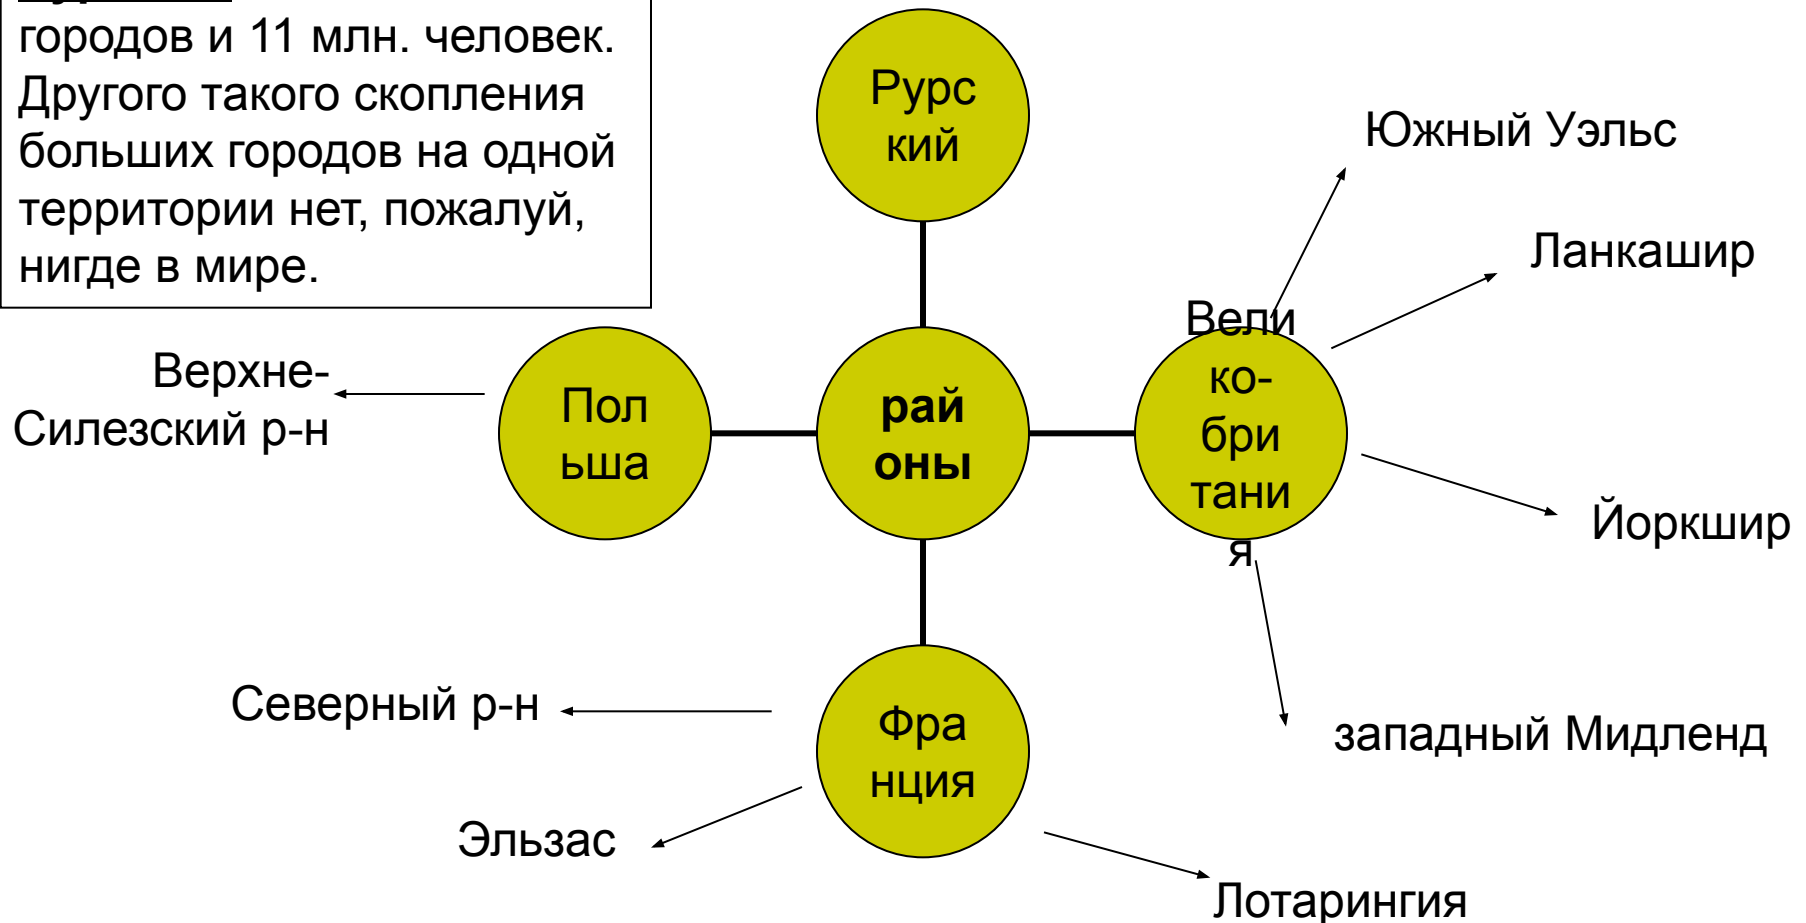 городов и 11 млн. человек.
Другого такого скопления
больших городов на одной
территории нет, пожалуй,
нигде в мире.
Рурс
кий
Южный Уэльс
Ланкашир
Вели
ко-
бри
тани
я
Верхне-
Силезский р-н
Пол
ьша
рай
оны
Йоркшир
Северный р-н
Фра
нция
западный Мидленд
Эльзас
Лотарингия